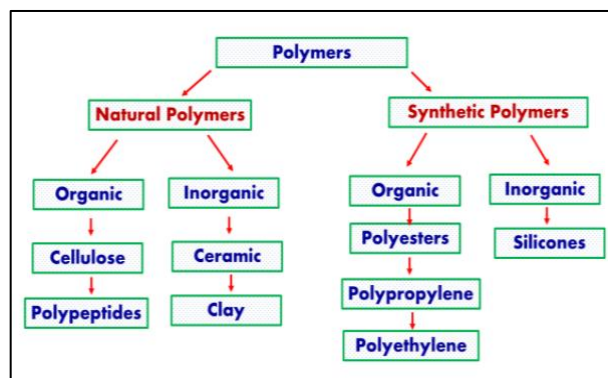 Polymers
Natural Polymers
Synthetic Polymers
Organic
Inorganic
Organic
Inorganic
Cellulose
Ceramic
Polyesters
Silicones
Polypeptides
Clay
Polypropylene
Polyethylene